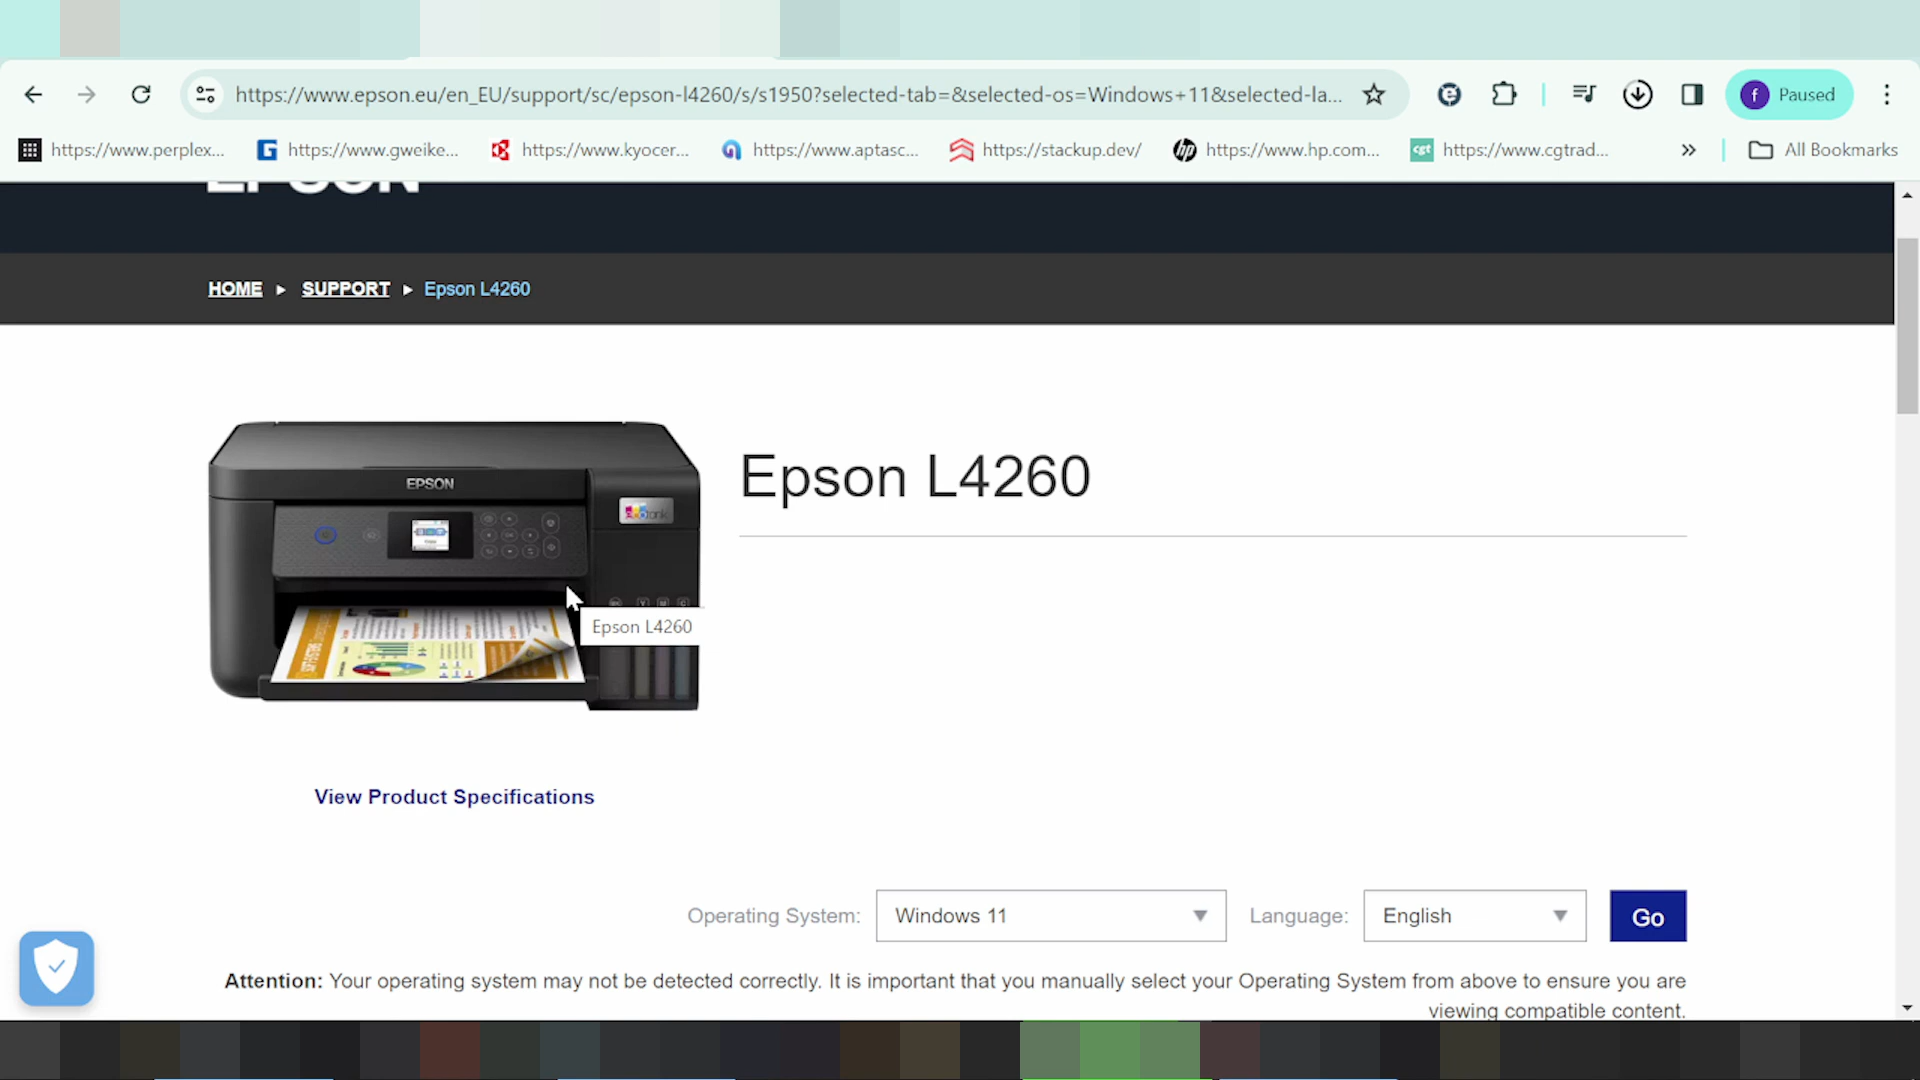 https://www.epson.eu/en_EU/support/sc/epson-l4260/s/s1950?selected-tab=&selected-os=Windows+11&selected-la...
f Paused
https://www.perplex...
G https://www.gweike...
https://www.kyocer...
https://www.aptasc...
https://stackup.dev/
hp https://www.hp.com...
cgt https://www.cgtrad...
» All Bookmarks
EPSON
HOME ▸ SUPPORT ▸ Epson L4260
EPSON
Epson L4260
Epson L4260
View Product Specifications
Operating System: Windows 11 Language: English Go
Attention: Your operating system may not be detected correctly. It is important that you manually select your Operating System from above to ensure you are
viewing compatible content.